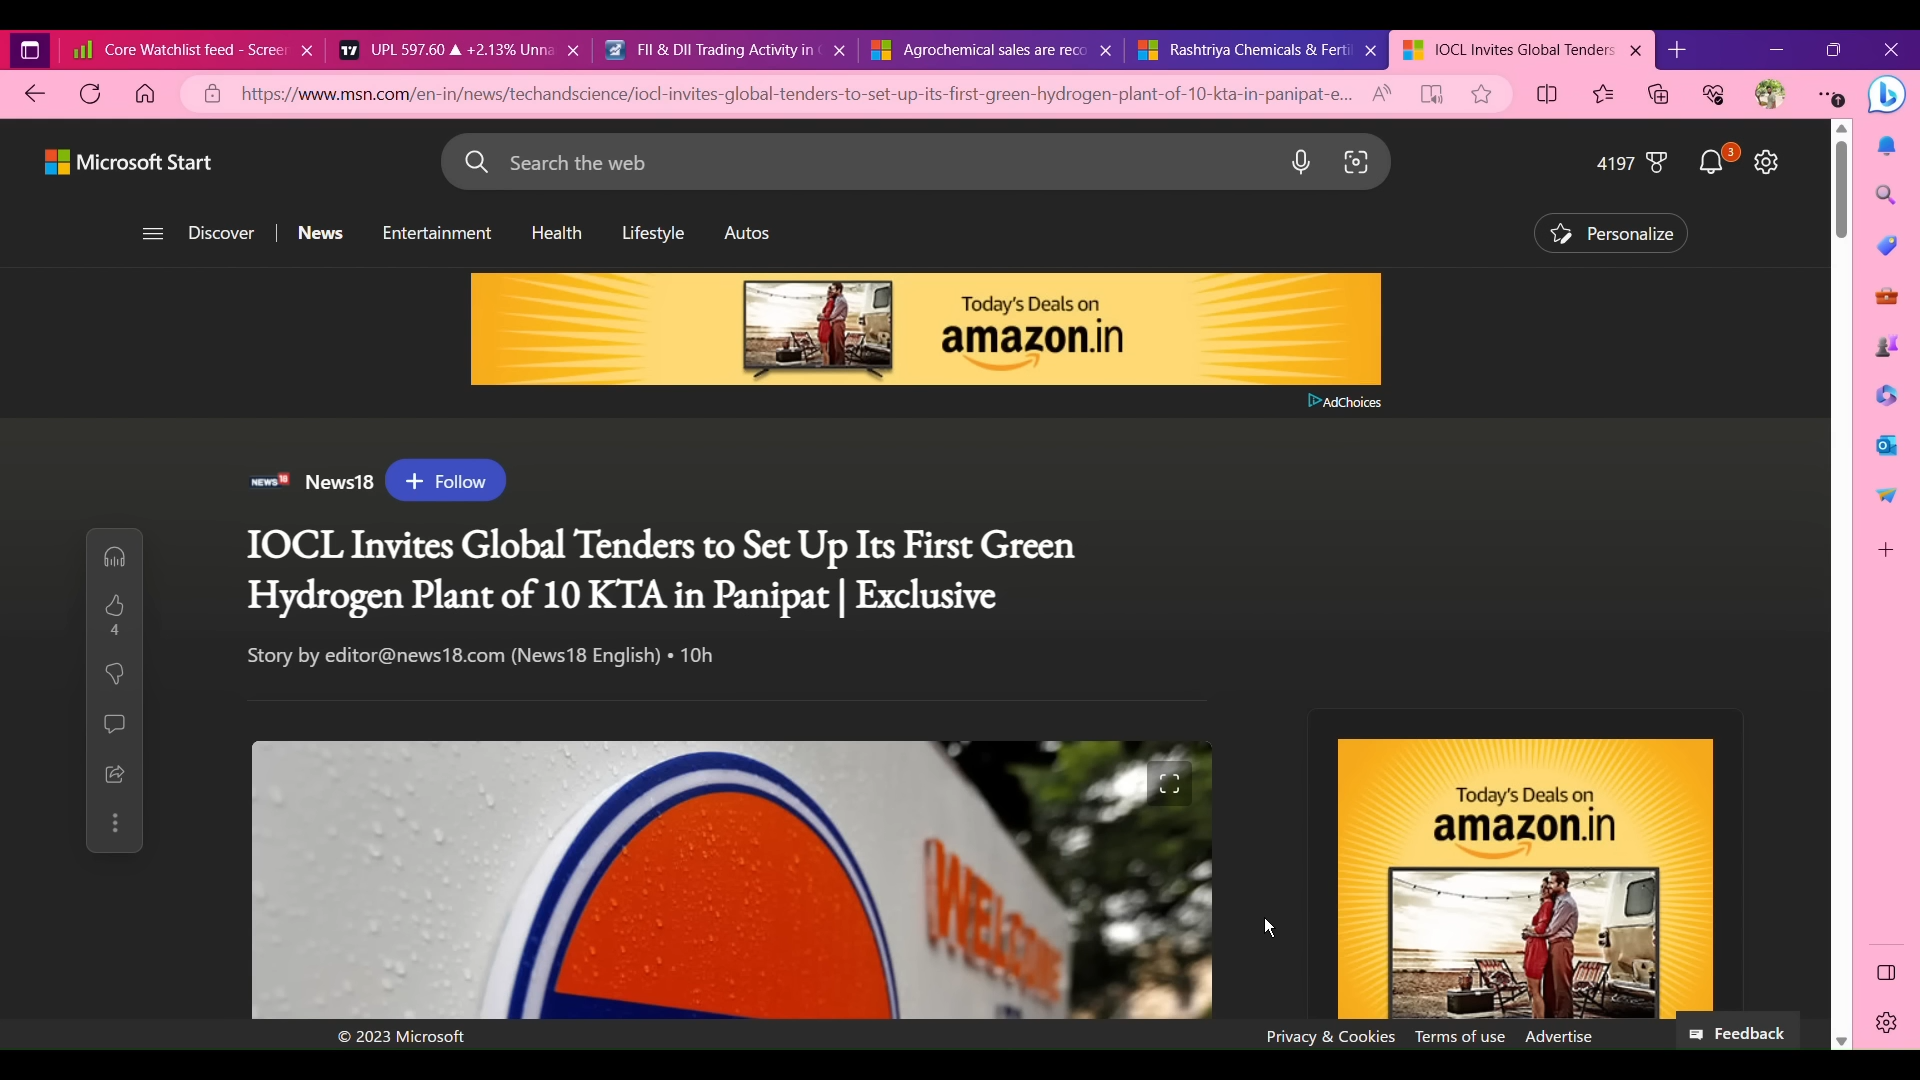 Core Watchlist feed - Screen
UPL 597.60 ▲ +2.13% Unna
FII & DII Trading Activity in
Agrochemical sales are reco
Rashtriya Chemicals & Ferti
IOCL Invites Global Tenders
https://www.msn.com/en-in/news/techandscience/iocl-invites-global-tenders-to-set-up-its-first-green-hydrogen-plant-of-10-kta-in-panipat-e...
Microsoft Start
Search the web
4197
3
Discover
News
Entertainment
Health
Lifestyle
Autos
Personalize
Today's Deals on
amazon.in
AdChoices
NEWS18
News18
+ Follow
IOCL Invites Global Tenders to Set Up Its First Green
Hydrogen Plant of 10 KTA in Panipat | Exclusive
Story by editor@news18.com (News18 English) • 10h
4
WELCOME
Today's Deals on
amazon.in
© 2023 Microsoft
Privacy & Cookies
Terms of use
Advertise
Feedback